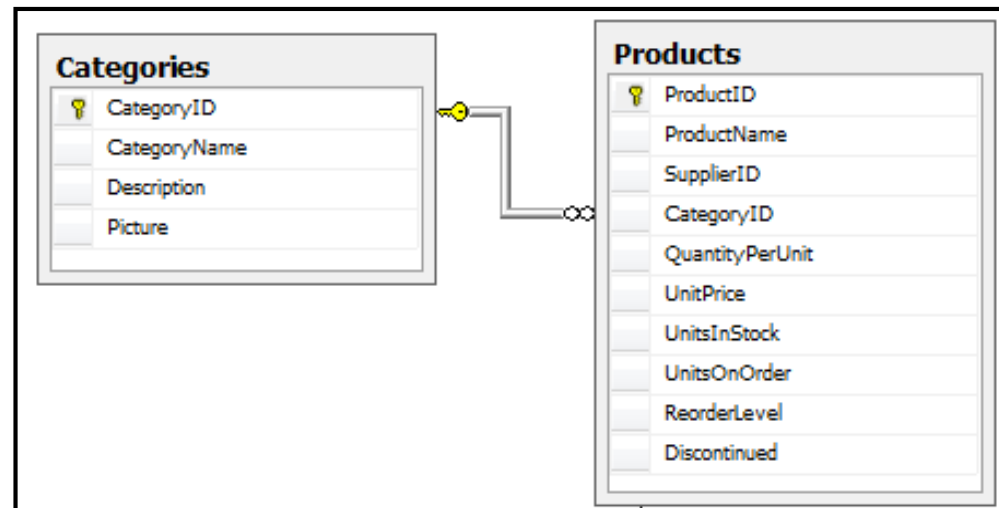 Categories
CategoryID
CategoryName
Description
Picture
Products
ProductID
ProductName
SupplierID
CategoryID
QuantityPerUnit
UnitPrice
UnitsInStock
UnitsOnOrder
ReorderLevel
Discontinued